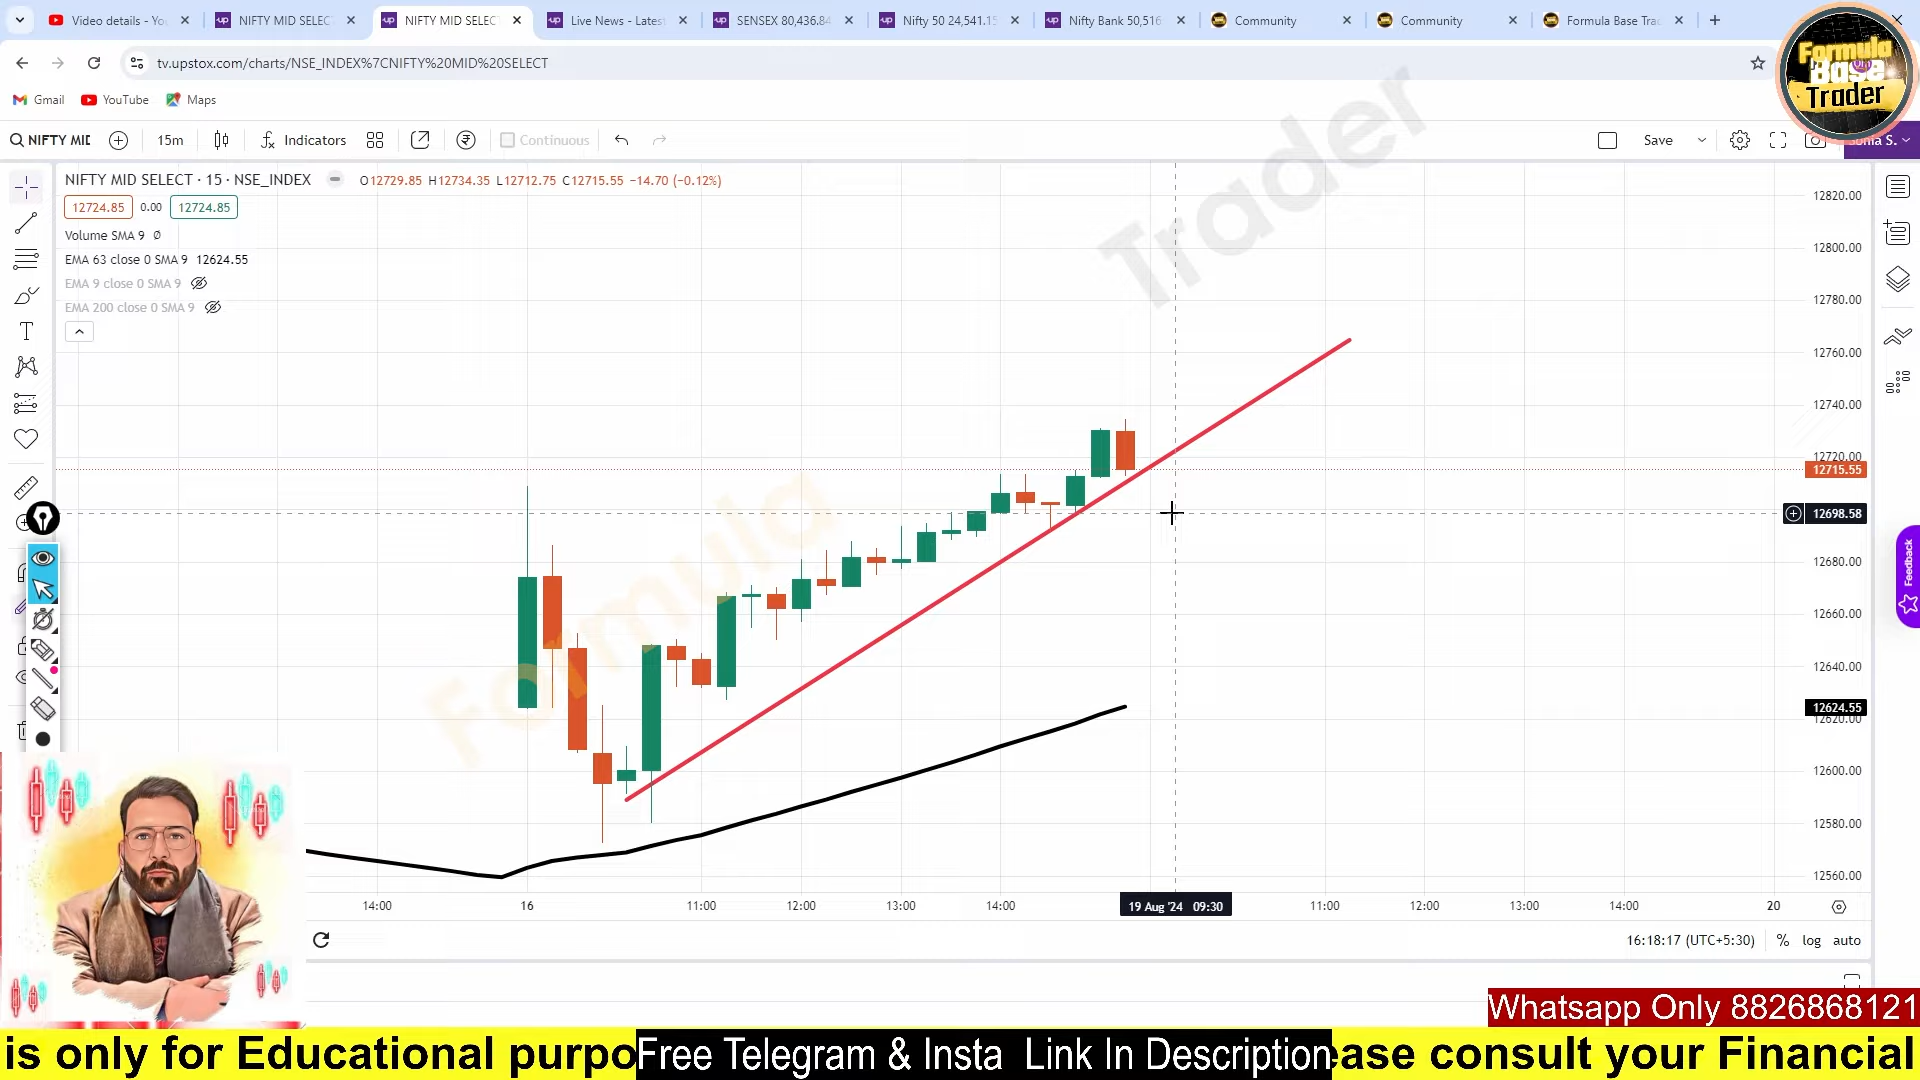 Video details - Yo
NIFTY MID SELEC
NIFTY MID SELEC
Live News - Lates
SENSEX 80,436.84
Nifty 50 24,541.15
Nifty Bank 50,516
Community
Community
Formula Base Tra
tv.upstox.com/charts/NSE_INDEX%7CNIFTY%20MID%20SELECT
Gmail
YouTube
Maps
Formula
Base
Trader
NIFTY MID
15m
Indicators
Continuous
Save
NIFTY MID SELECT · 15 · NSE_INDEX
O12729.85 H12734.35 L12712.75 C12715.55 −14.70 (−0.12%)
12724.85
0.00
12724.85
Volume SMA 9 Ø
EMA 63 close 0 SMA 9 12624.55
EMA 9 close 0 SMA 9
EMA 200 close 0 SMA 9
Formula
Trader
12820.00
12800.00
12780.00
12760.00
12740.00
12720.00
12715.55
12698.58
12680.00
12660.00
12640.00
12624.55
12620.00
12600.00
12580.00
12560.00
Feedback
14:00
16
11:00
12:00
13:00
14:00
19 Aug '24 09:30
11:00
12:00
13:00
14:00
20
16:18:17 (UTC+5:30)
%
log
auto
Whatsapp Only 8826868121
is only for Educational purpo
Free Telegram & Insta Link In Description
ase consult your Financial